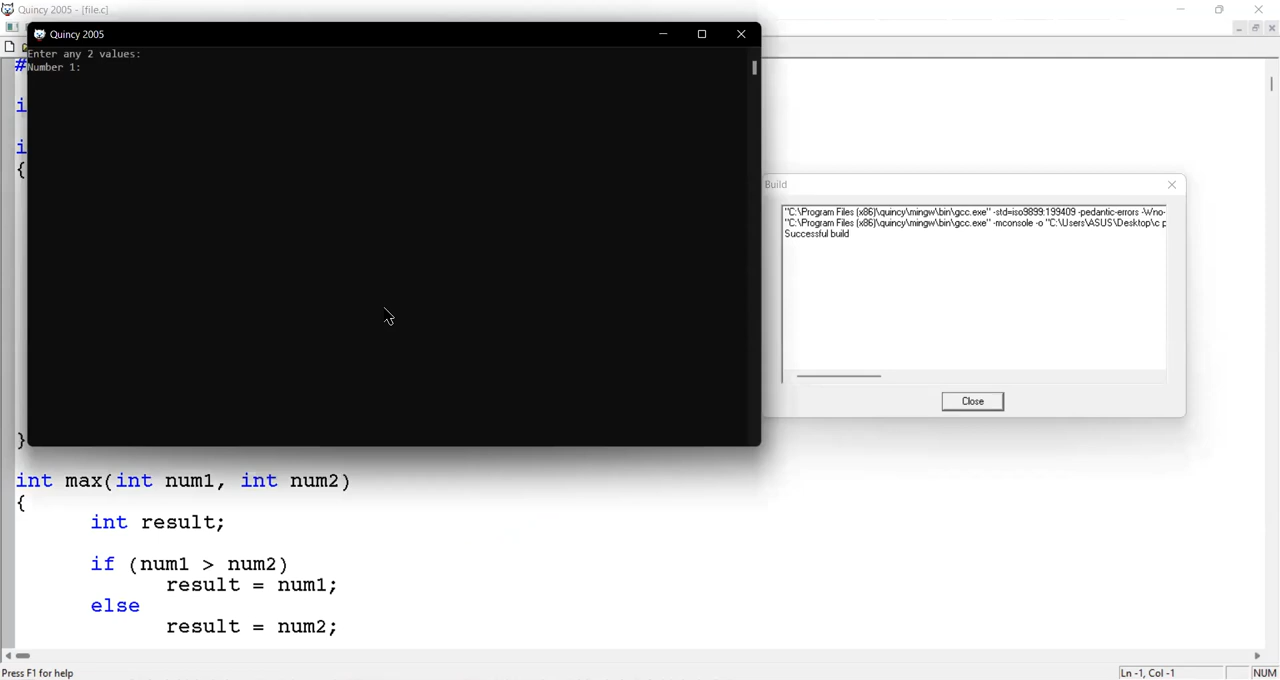 Quincy 2005 - [file.c]
Quincy 2005
Enter any 2 values:
Number 1:
#
i
i
{
Build
"C:\Program Files (x86)\quincy\mingw\bin\gcc.exe" -std=iso9899:199409 -pedantic-errors -Wno-
"C:\Program Files (x86)\quincy\mingw\bin\gcc.exe" -mconsole -o "C:\Users\ASUS\Desktop\c p
Successful build
Close
}
int max(int num1, int num2)
{
int result;
if (num1 > num2)
result = num1;
else
result = num2;
Press F1 for help
Ln -1, Col -1
NUM